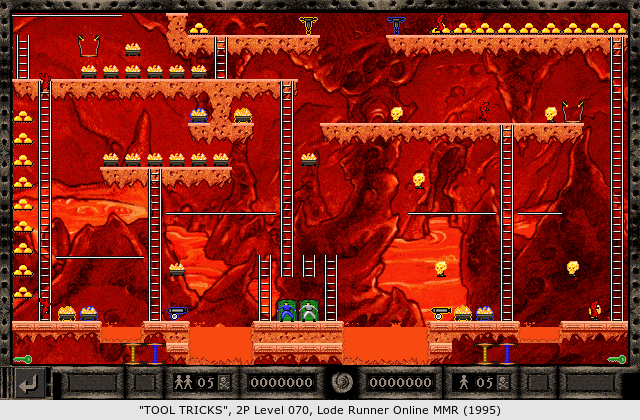 05 0000000 0000000 05
"TOOL TRICKS", 2P Level 070, Lode Runner Online MMR (1995)